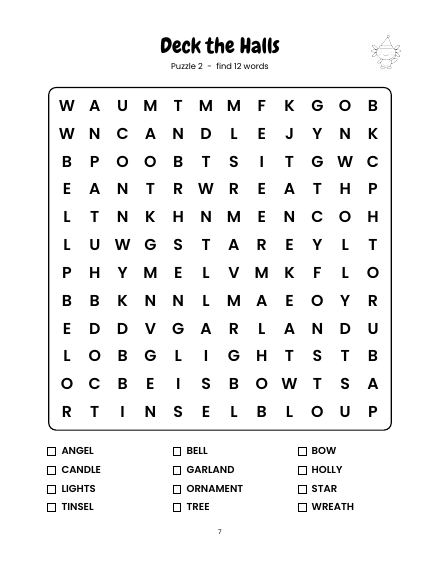 Deck the Halls
Puzzle 2 - find 12 words
W A U M T M M F K G O B
W N C A N D L E J Y N K
B P O O B T S I T G W C
E A N T R W R E A T H P
L T N K H N M E N C O H
L U W G S T A R E Y L T
P H Y M E L V M K F L O
B B K N N L M A E O Y R
E D D V G A R L A N D U
L O B G L I G H T S T B
O C B E I S B O W T S A
R T I N S E L B L O U P
ANGEL BELL BOW
CANDLE GARLAND HOLLY
LIGHTS ORNAMENT STAR
TINSEL TREE WREATH
7